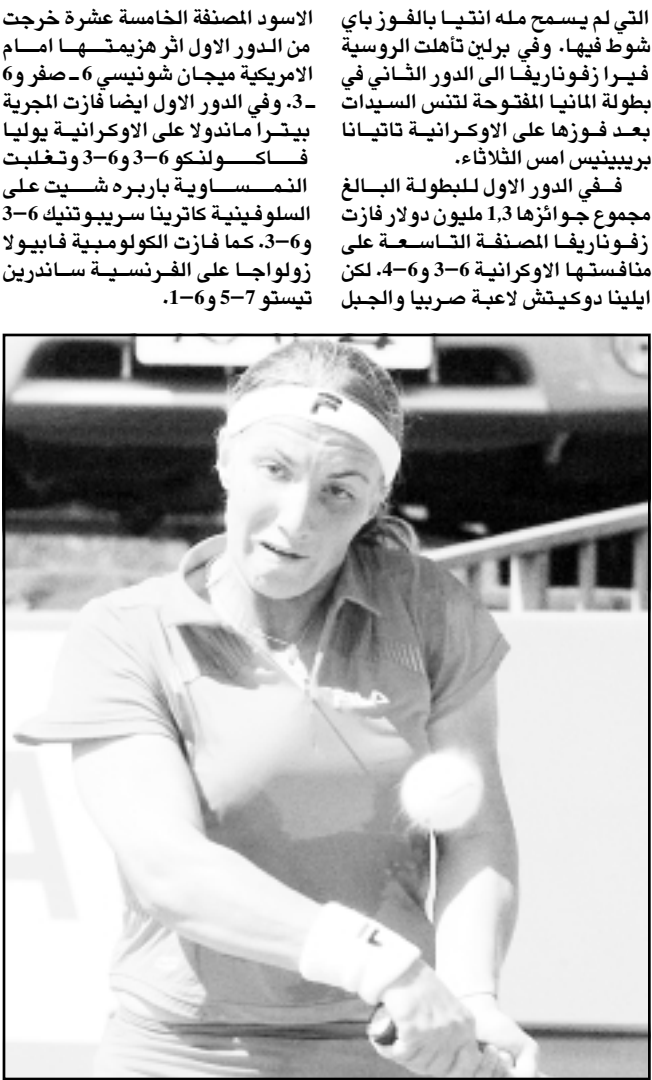 التي لم يسمح مله انتيا بالفوز باي
شوط فيها. وفي برلين تأهلت الروسية
فيرا زفوناريفا الى الدور الثاني في
بطولة المانيا المفتوحة لتنس السيدات
بعد فوزها على الاوكرانية تاتيانا
بريبينيس امس الثلاثاء.
ففي الدور الاول للبطولة البالغ
مجموع جوائزها 1,3 مليون دولار فازت
زفوناريفا المصنفة التاسعة على
منافستها الاوكرانية 6–3 و6–4. لكن
ايلينا دوكيتش لاعبة صربيا والجبل
الاسود المصنفة الخامسة عشرة خرجت
من الدور الاول اثر هزيمتها امام
الامريكية ميجان شونيسي 6 ـ صفر و6
ـ 3. وفي الدور الاول ايضا فازت المجرية
بيترا ماندولا على الاوكرانية يوليا
فاكولنكو 6–3 و6–3 وتغلبت
النمساوية باربره شيت على
السلوفينية كاترينا سريبوتنيك 6–3
و6–3. كما فازت الكولومبية فابيولا
زولواجا على الفرنسية ساندرين
تيستو 7–5 و6–1.
FILA